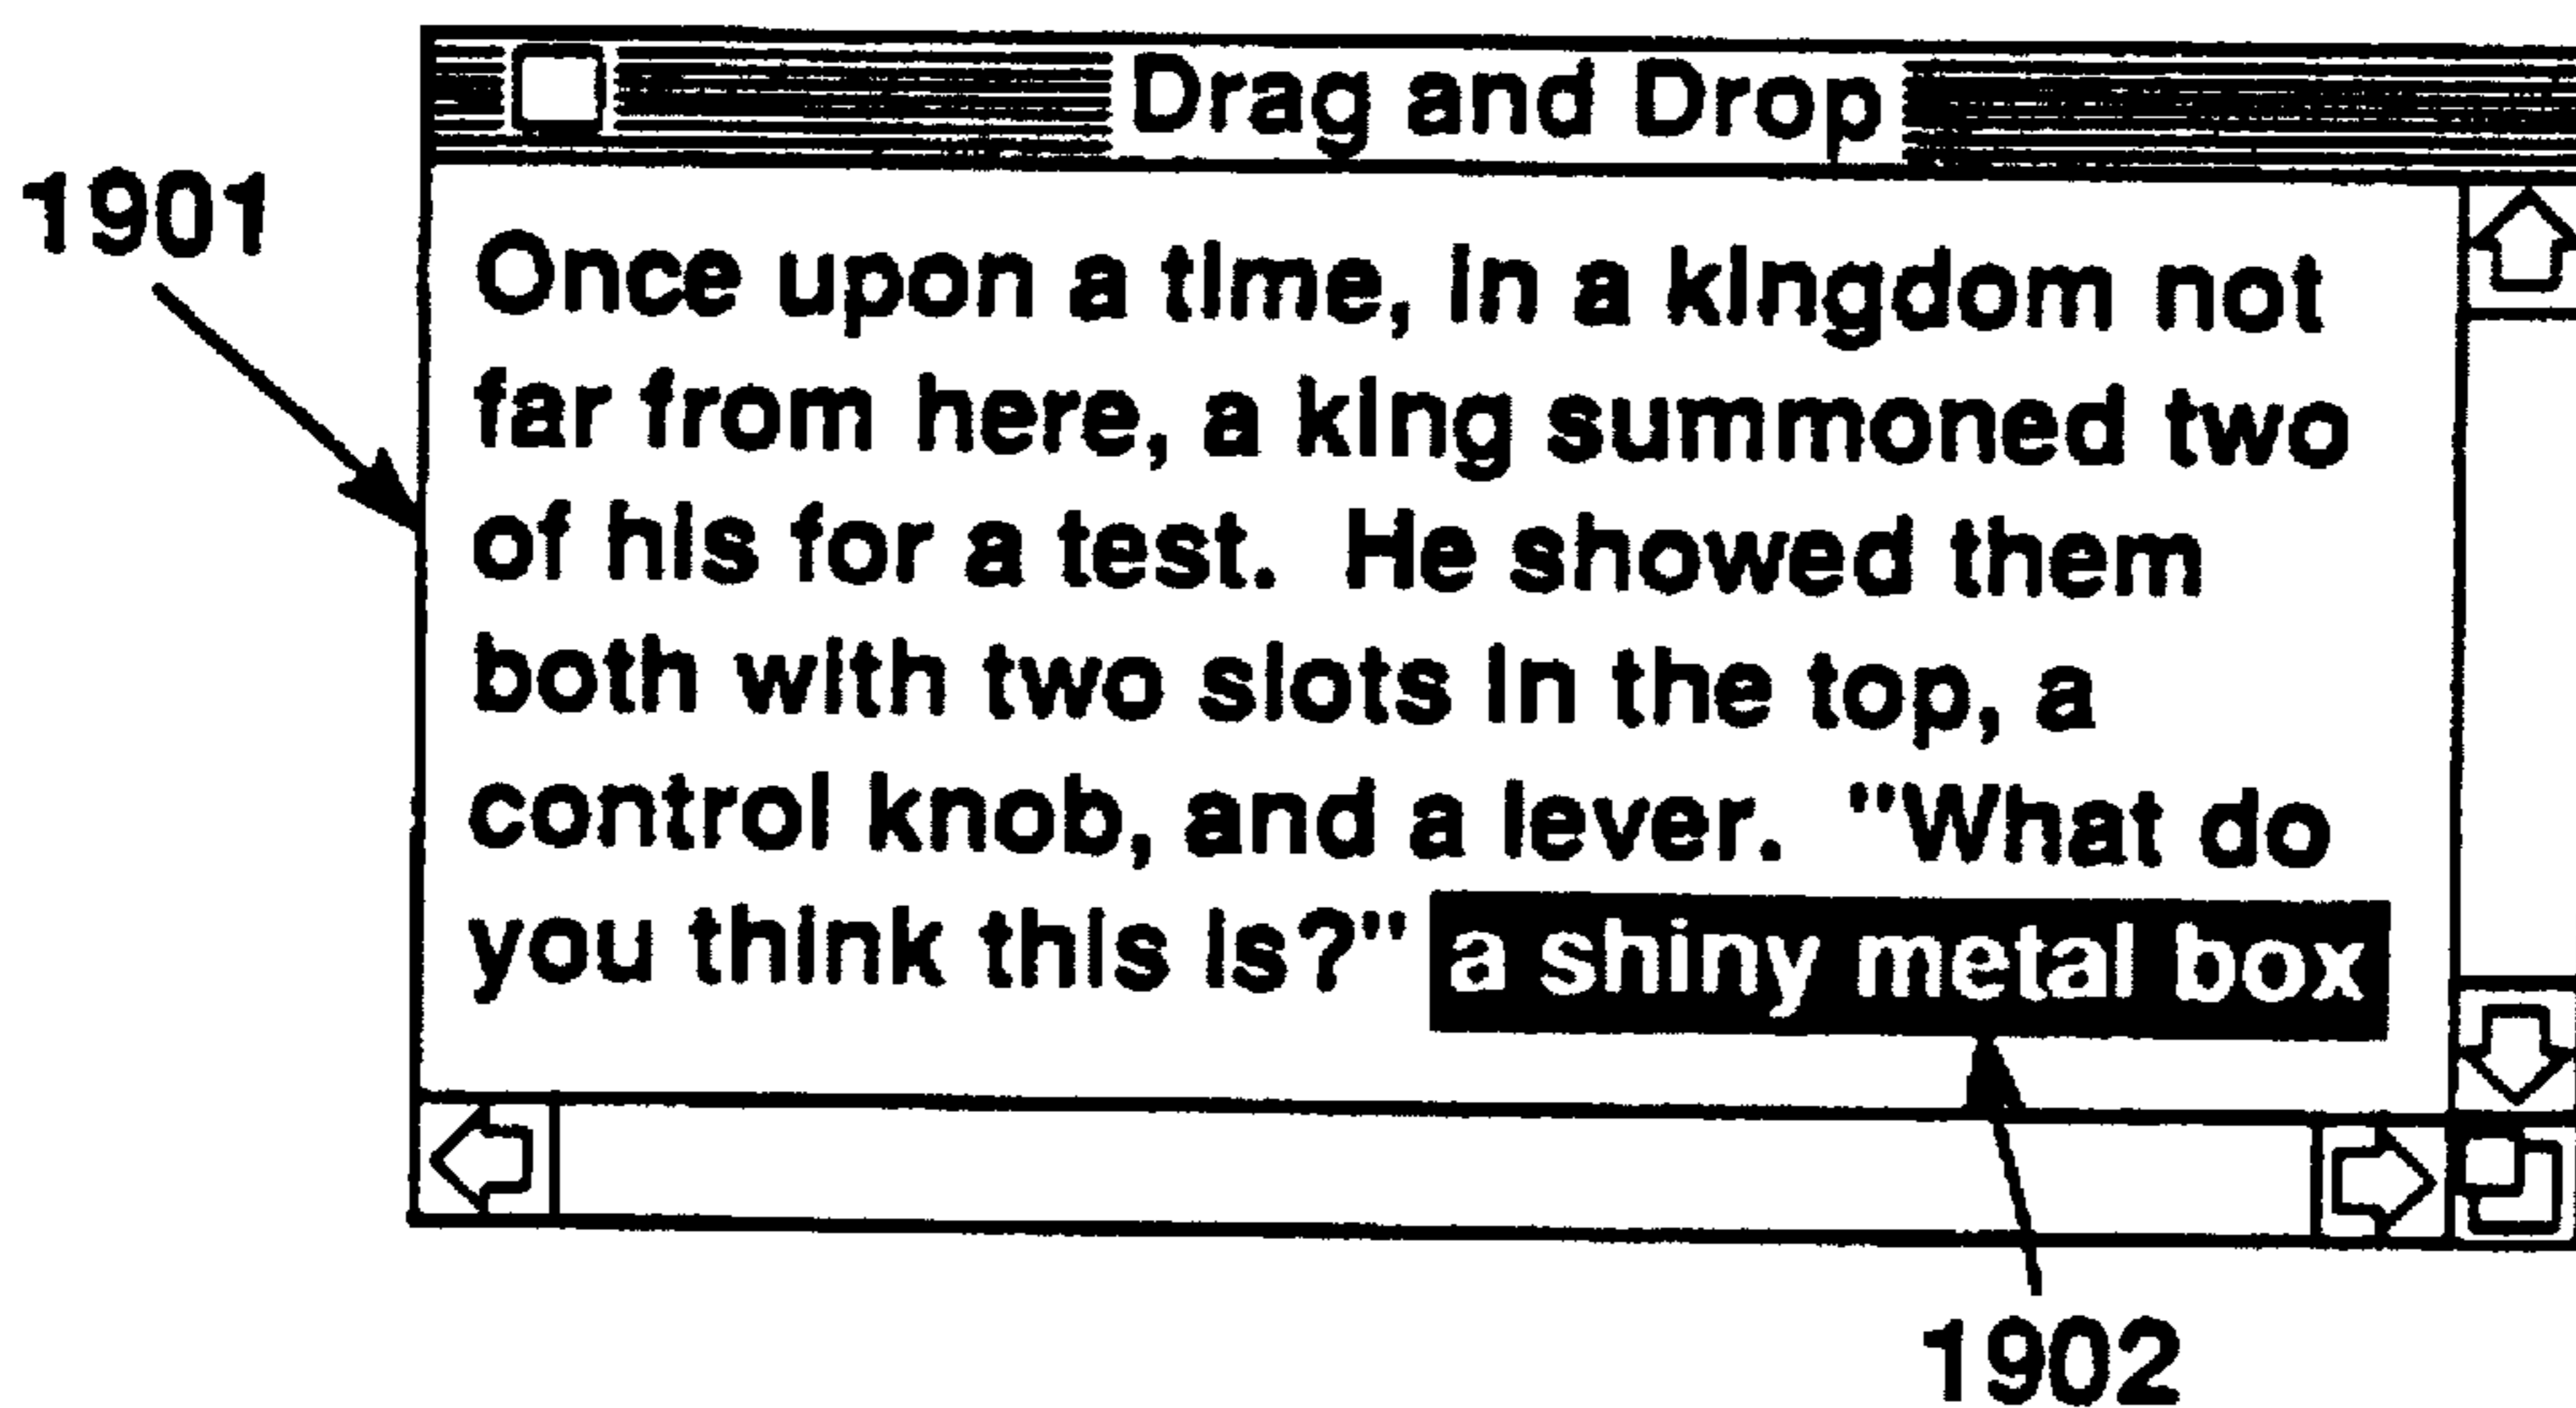 Drag and Drop
1901
Once upon a time, in a kingdom not
far from here, a king summoned two
of his for a test.  He showed them
both with two slots in the top, a
control knob, and a lever.  "What do
you think this is?" a shiny metal box
1902